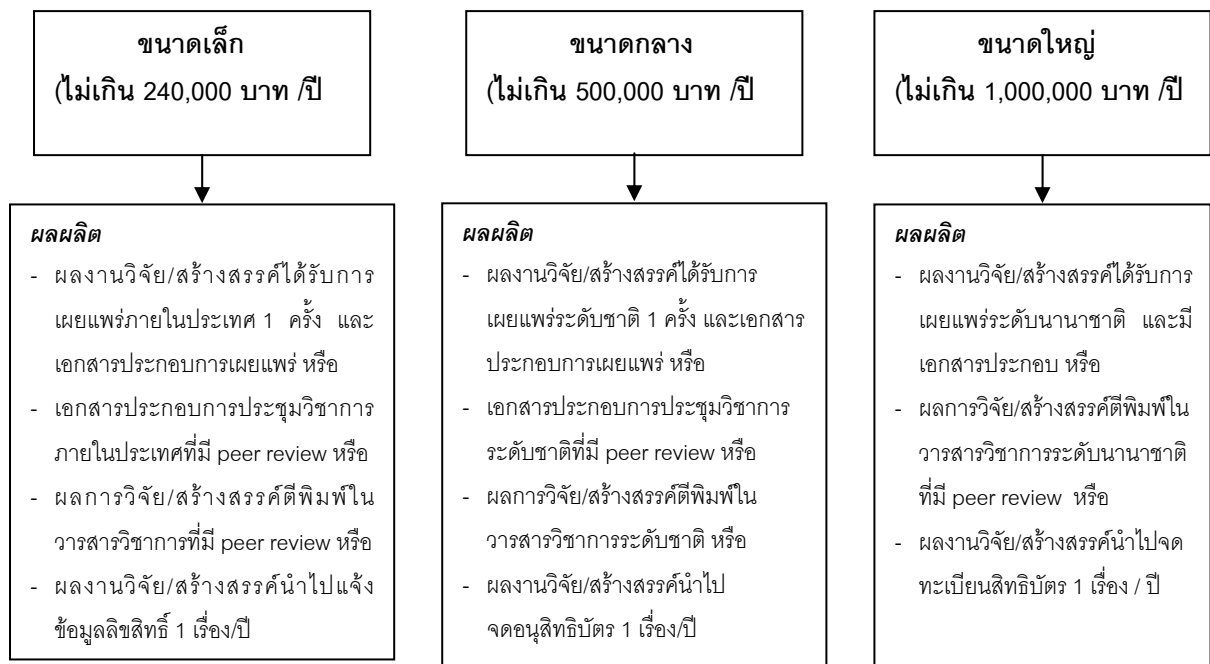 ขนาดเล็ก
(ไม่เกิน 240,000 บาท /ปี
ผลผลิต
- ผลงานวิจัย/สร้างสรรค์ได้รับการ
เผยแพร่ภายในประเทศ 1 ครั้ง และ
เอกสารประกอบการเผยแพร่ หรือ
- เอกสารประกอบการประชุมวิชาการ
ภายในประเทศที่มี peer review หรือ
- ผลการวิจัย/สร้างสรรค์ตีพิมพ์ใน
วารสารวิชาการที่มี peer review หรือ
- ผลงานวิจัย/สร้างสรรค์นำไปแจ้ง
ข้อมูลลิขสิทธิ์ 1 เรื่อง/ปี
ขนาดกลาง
(ไม่เกิน 500,000 บาท /ปี
ผลผลิต
- ผลงานวิจัย/สร้างสรรค์ได้รับการ
เผยแพร่ระดับชาติ 1 ครั้ง และเอกสาร
ประกอบการเผยแพร่ หรือ
- เอกสารประกอบการประชุมวิชาการ
ระดับชาติที่มี peer review หรือ
- ผลการวิจัย/สร้างสรรค์ตีพิมพ์ใน
วารสารวิชาการระดับชาติ หรือ
- ผลงานวิจัย/สร้างสรรค์นำไป
จดอนุสิทธิบัตร 1 เรื่อง/ปี
ขนาดใหญ่
(ไม่เกิน 1,000,000 บาท /ปี
ผลผลิต
- ผลงานวิจัย/สร้างสรรค์ได้รับการ
เผยแพร่ระดับนานาชาติ และมี
เอกสารประกอบ หรือ
- ผลการวิจัย/สร้างสรรค์ตีพิมพ์ใน
วารสารวิชาการระดับนานาชาติ
ที่มี peer review หรือ
- ผลงานวิจัย/สร้างสรรค์นำไปจด
ทะเบียนสิทธิบัตร 1 เรื่อง / ปี